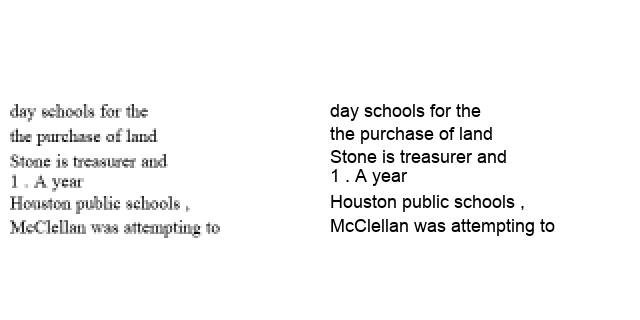 day schools for the
the purchase of land
Stone is treasurer and
1 . A year
Houston public schools ,
McClellan was attempting to
day schools for the
the purchase of land
Stone is treasurer and
1 . A year
Houston public schools ,
McClellan was attempting to